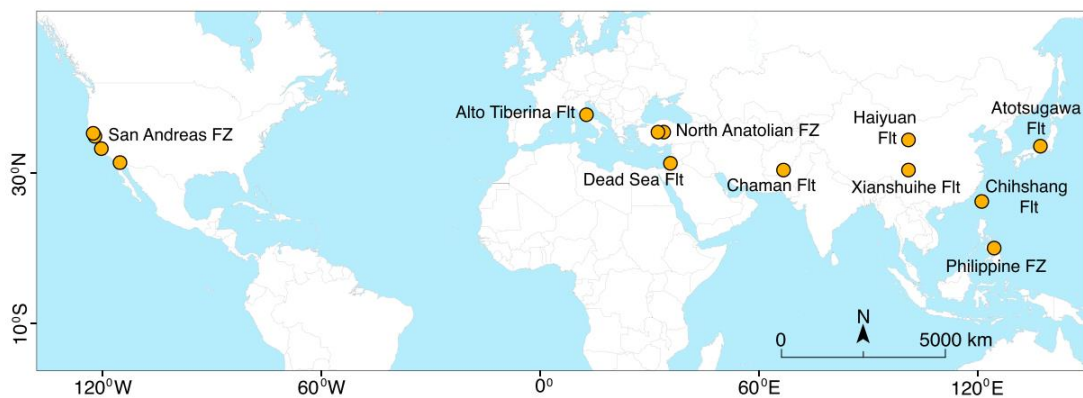 Alto Tiberina Flt
San Andreas FZ
North Anatolian FZ
Haiyuan
Flt
Atotsugawa
Flt
Dead Sea Flt
Chaman Flt
Xianshuihe Flt
Chihshang
Flt
Philippine FZ
30°N
10°S
N
0 5000 km
120°W 60°W 0° 60°E 120°E